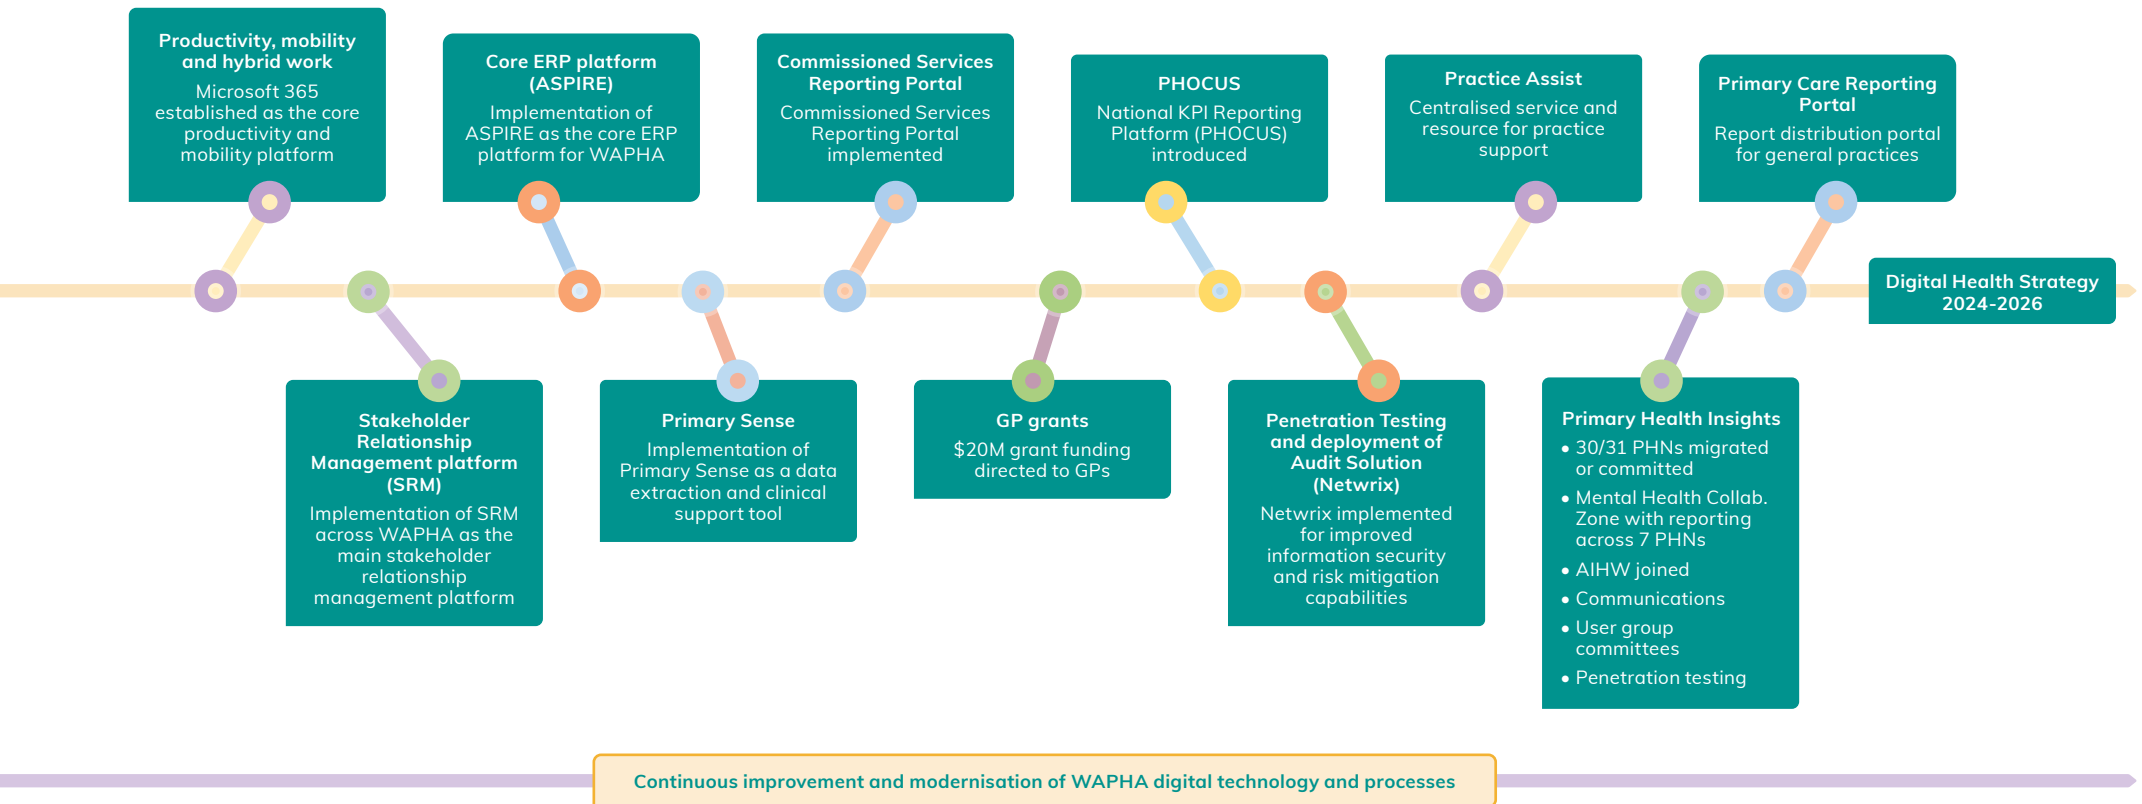 Productivity, mobility
and hybrid work
Microsoft 365
established as the core
productivity and
mobility platform
Core ERP platform
(ASPIRE)
Implementation of
ASPIRE as the core ERP
platform for WAPHA
Commissioned Services
Reporting Portal
Commissioned Services
Reporting Portal
implemented
PHOCUS
National KPI Reporting
Platform (PHOCUS)
introduced
Practice Assist
Centralised service and
resource for practice
support
Primary Care Reporting
Portal
Report distribution portal
for general practices
Digital Health Strategy
2024-2026
Stakeholder
Relationship
Management platform
(SRM)
Implementation of SRM
across WAPHA as the
main stakeholder
relationship
management platform
Primary Sense
Implementation of
Primary Sense as a data
extraction and clinical
support tool
GP grants
$20M grant funding
directed to GPs
Penetration Testing
and deployment of
Audit Solution
(Netwrix)
Netwrix implemented
for improved
information security
and risk mitigation
capabilities
Primary Health Insights
• 30/31 PHNs migrated
or committed
• Mental Health Collab.
Zone with reporting
across 7 PHNs
• AIHW joined
• Communications
• User group
committees
• Penetration testing
Continuous improvement and modernisation of WAPHA digital technology and processes